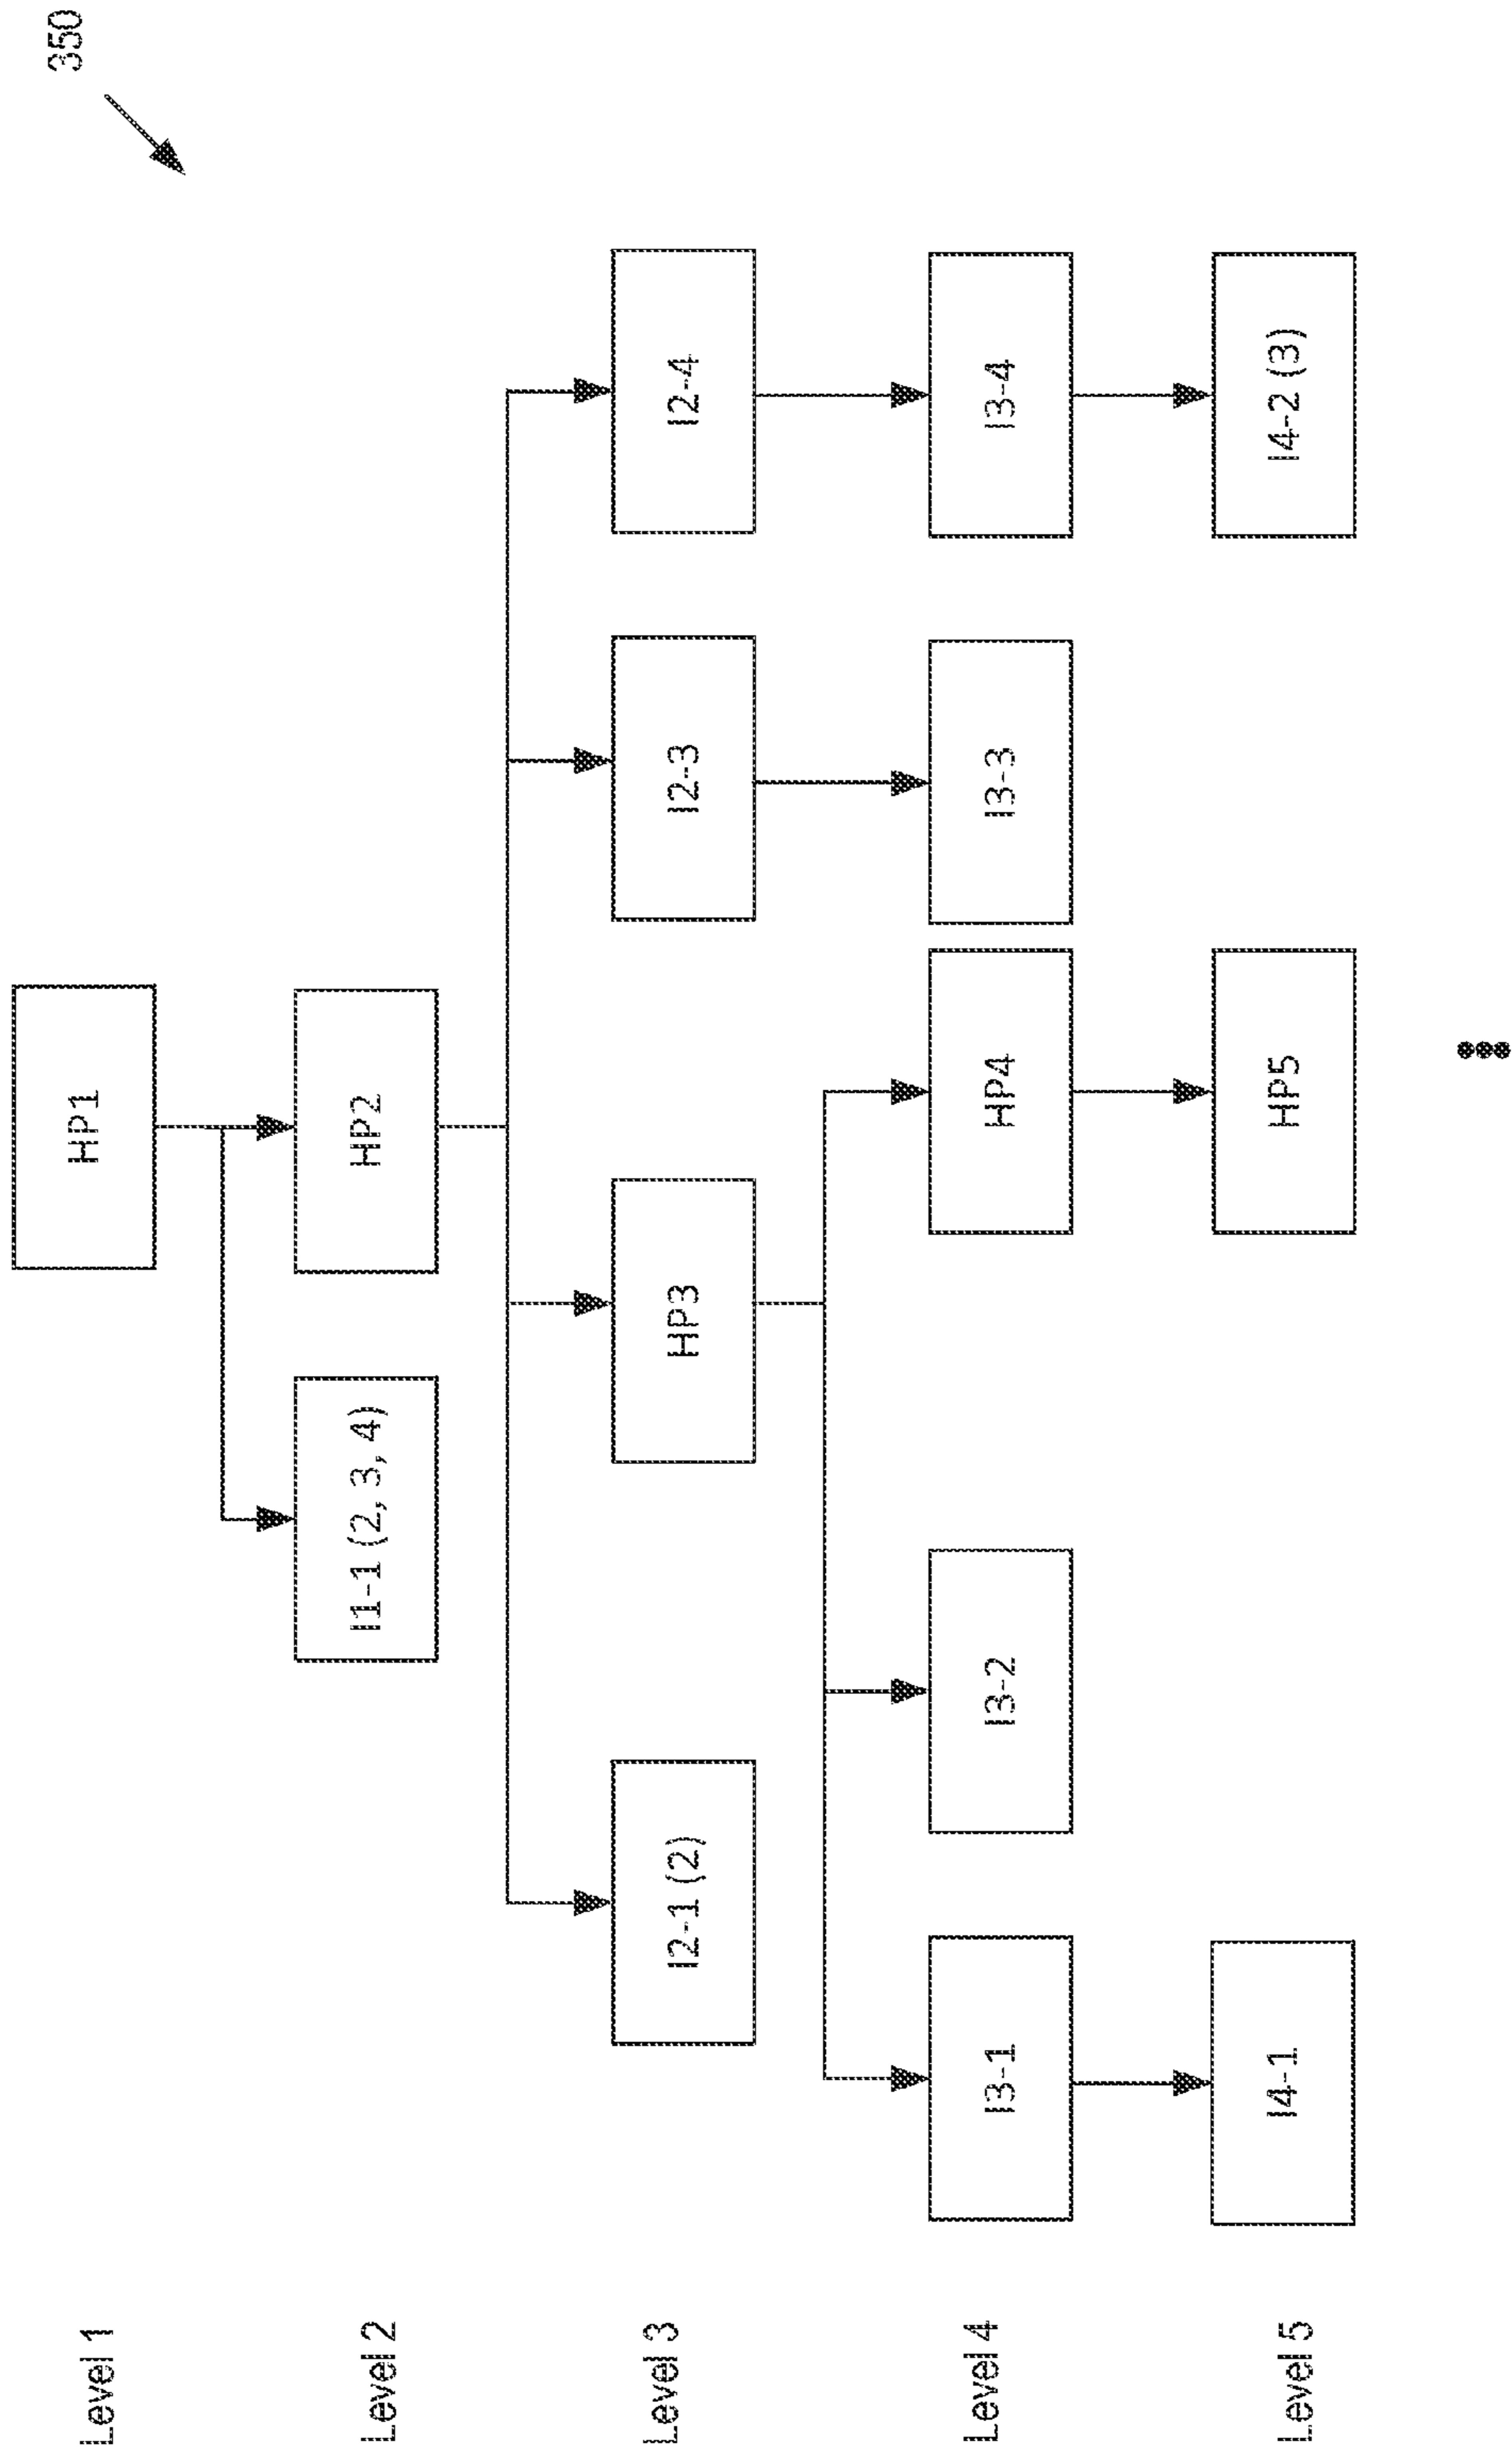 350
Level 1
HP1
Level 2
I1-1 (2, 3, 4)
HP2
Level 3
I2-1 (2)
HP3
I2-3
I2-4
Level 4
I3-1
I3-2
HP4
I3-3
I3-4
Level 5
I4-1
HP5
I4-2 (3)